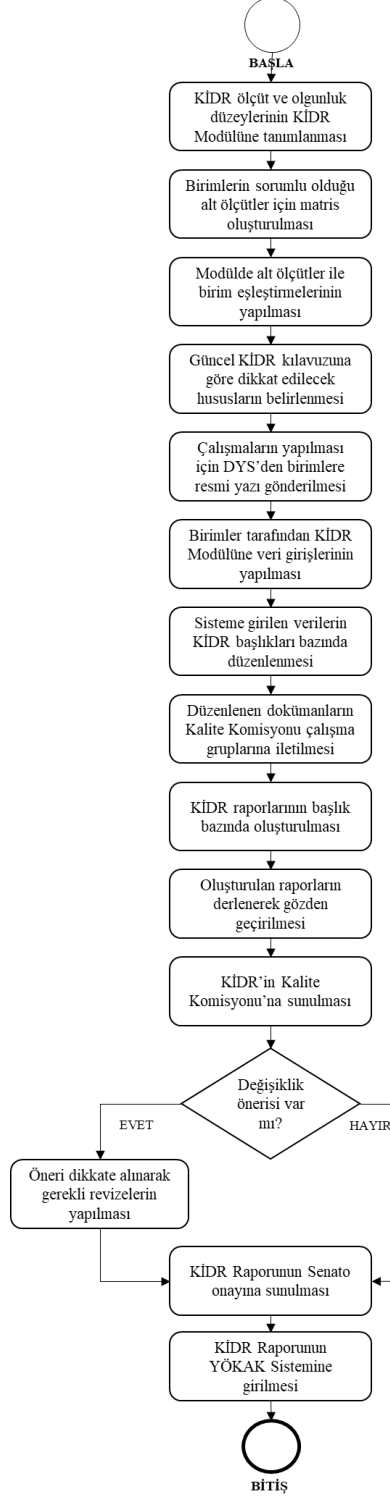 BAŞLA
KİDR ölçüt ve olgunluk
düzeylerinin KİDR
Modülüne tanımlanması
Birimlerin sorumlu olduğu
alt ölçütler için matris
oluşturulması
Modülde alt ölçütler ile
birim eşleştirmelerinin
yapılması
Güncel KİDR kılavuzuna
göre dikkat edilecek
hususların belirlenmesi
Çalışmaların yapılması
için DYS’den birimlere
resmi yazı gönderilmesi
Birimler tarafından KİDR
Modülüne veri girişlerinin
yapılması
Sisteme girilen verilerin
KİDR başlıkları bazında
düzenlenmesi
Düzenlenen dokümanların
Kalite Komisyonu çalışma
gruplarına iletilmesi
KİDR raporlarının başlık
bazında oluşturulması
Oluşturulan raporların
derlenerek gözden
geçirilmesi
KİDR’in Kalite
Komisyonu’na sunulması
Değişiklik
önerisi var
mı?
EVET
HAYIR
Öneri dikkate alınarak
gerekli revizelerin
yapılması
KİDR Raporunun Senato
onayına sunulması
KİDR Raporunun
YÖKAK Sistemine
girilmesi
BİTİŞ